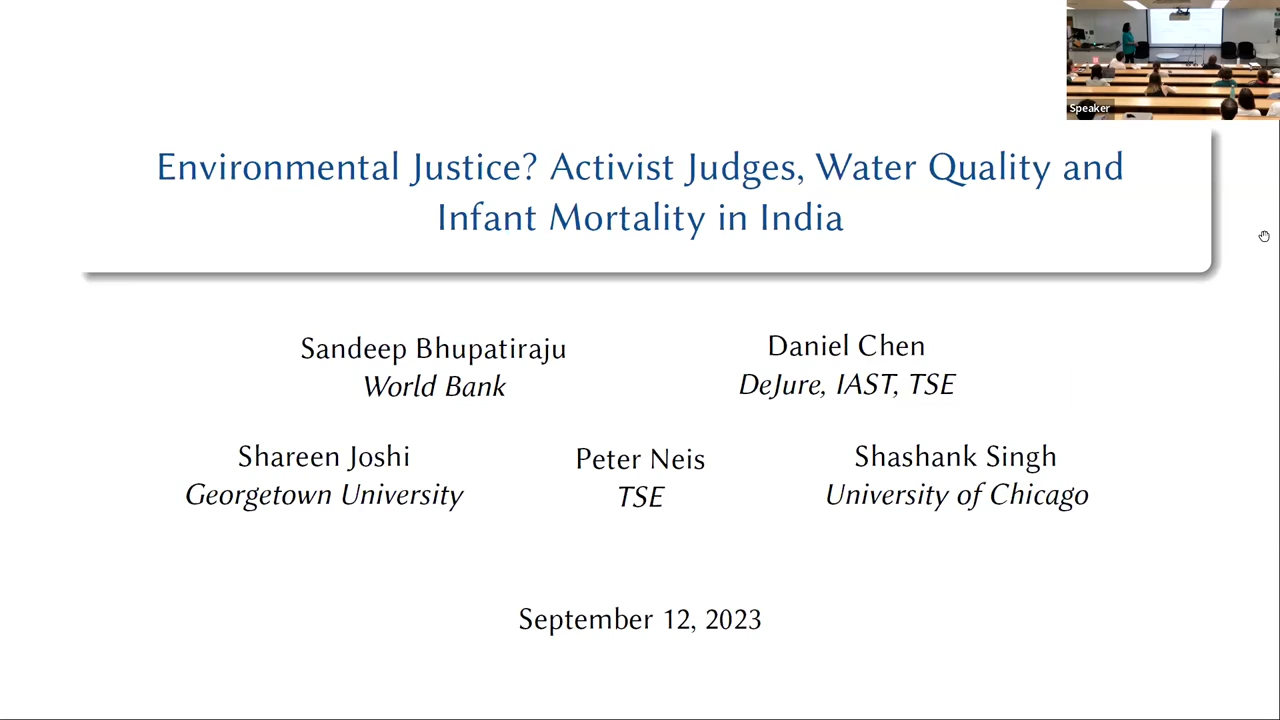 Speaker
Environmental Justice? Activist Judges, Water Quality and
Infant Mortality in India
Sandeep Bhupatiraju
World Bank
Daniel Chen
DeJure, IAST, TSE
Shareen Joshi
Georgetown University
Peter Neis
TSE
Shashank Singh
University of Chicago
September 12, 2023